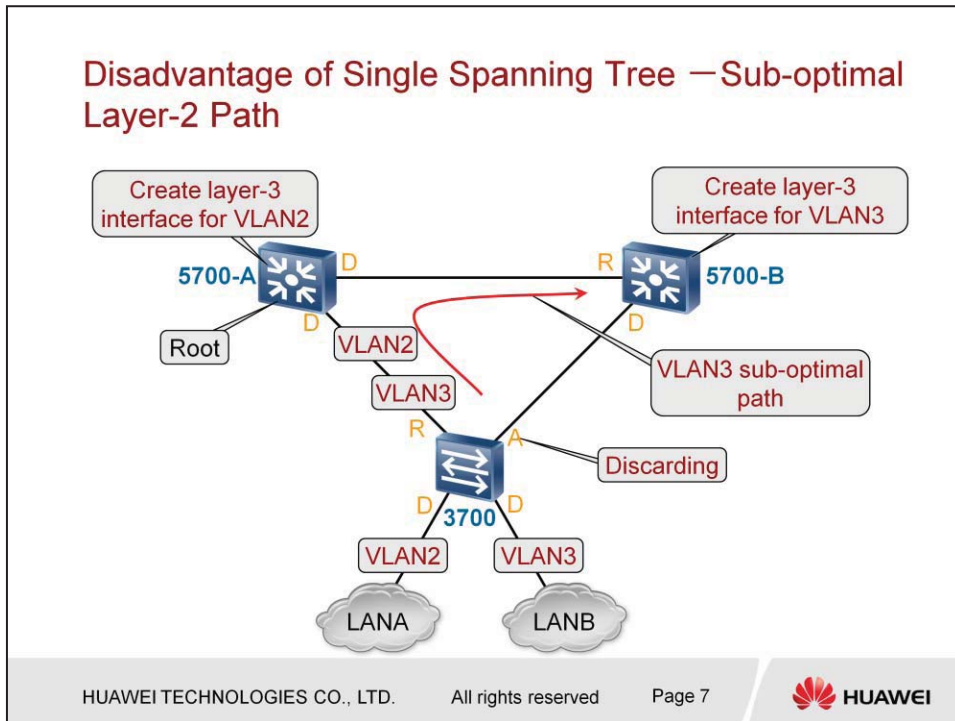 Disadvantage of Single Spanning Tree －Sub-optimal
Layer-2 Path
Create layer-3
interface for VLAN2
Create layer-3
interface for VLAN3
5700-A
D
R
5700-B
D
D
Root
VLAN2
VLAN3
VLAN3 sub-optimal
path
R
A
Discarding
D
D
3700
VLAN2
VLAN3
LANA
LANB
HUAWEI TECHNOLOGIES CO., LTD.
All rights reserved
Page 7
HUAWEI